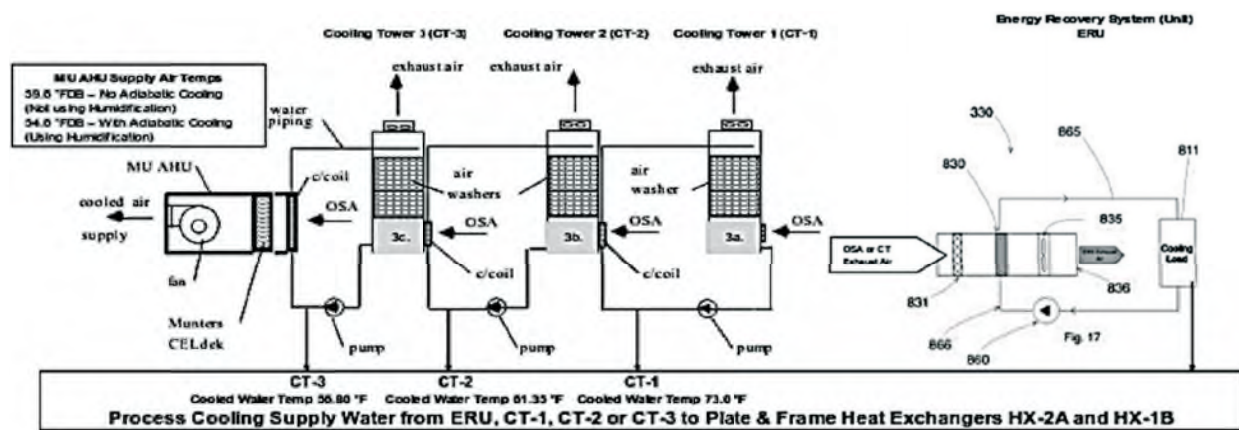 Energy Recovery System (Unit)
ERU
Cooling Tower 3 (CT-3)
Cooling Tower 2 (CT-2)
Cooling Tower 1 (CT-1)
exhaust air
exhaust air
exhaust air
MU AHU Supply Air Temps
59.6 °FDB – No Adiabatic Cooling
(Not using Humidification)
54.6 °FDB – With Adiabatic Cooling
(Using Humidification)
water
piping
MU AHU
c/coil
air
washers
air
washer
cooled air
supply
OSA
OSA
OSA
OSA
3c.
3b.
3a.
fan
c/coil
c/coil
Munters
CELdek
pump
pump
pump
330
865
811
830
835
OSA or CT
Exhaust Air
Cooling
Load
831
836
866
860
Fig. 17
CT-3
CT-2
CT-1
Cooled Water Temp 56.80 °F
Cooled Water Temp 61.35 °F
Cooled Water Temp 73.0 °F
Process Cooling Supply Water from ERU, CT-1, CT-2 or CT-3 to Plate & Frame Heat Exchangers HX-2A and HX-1B